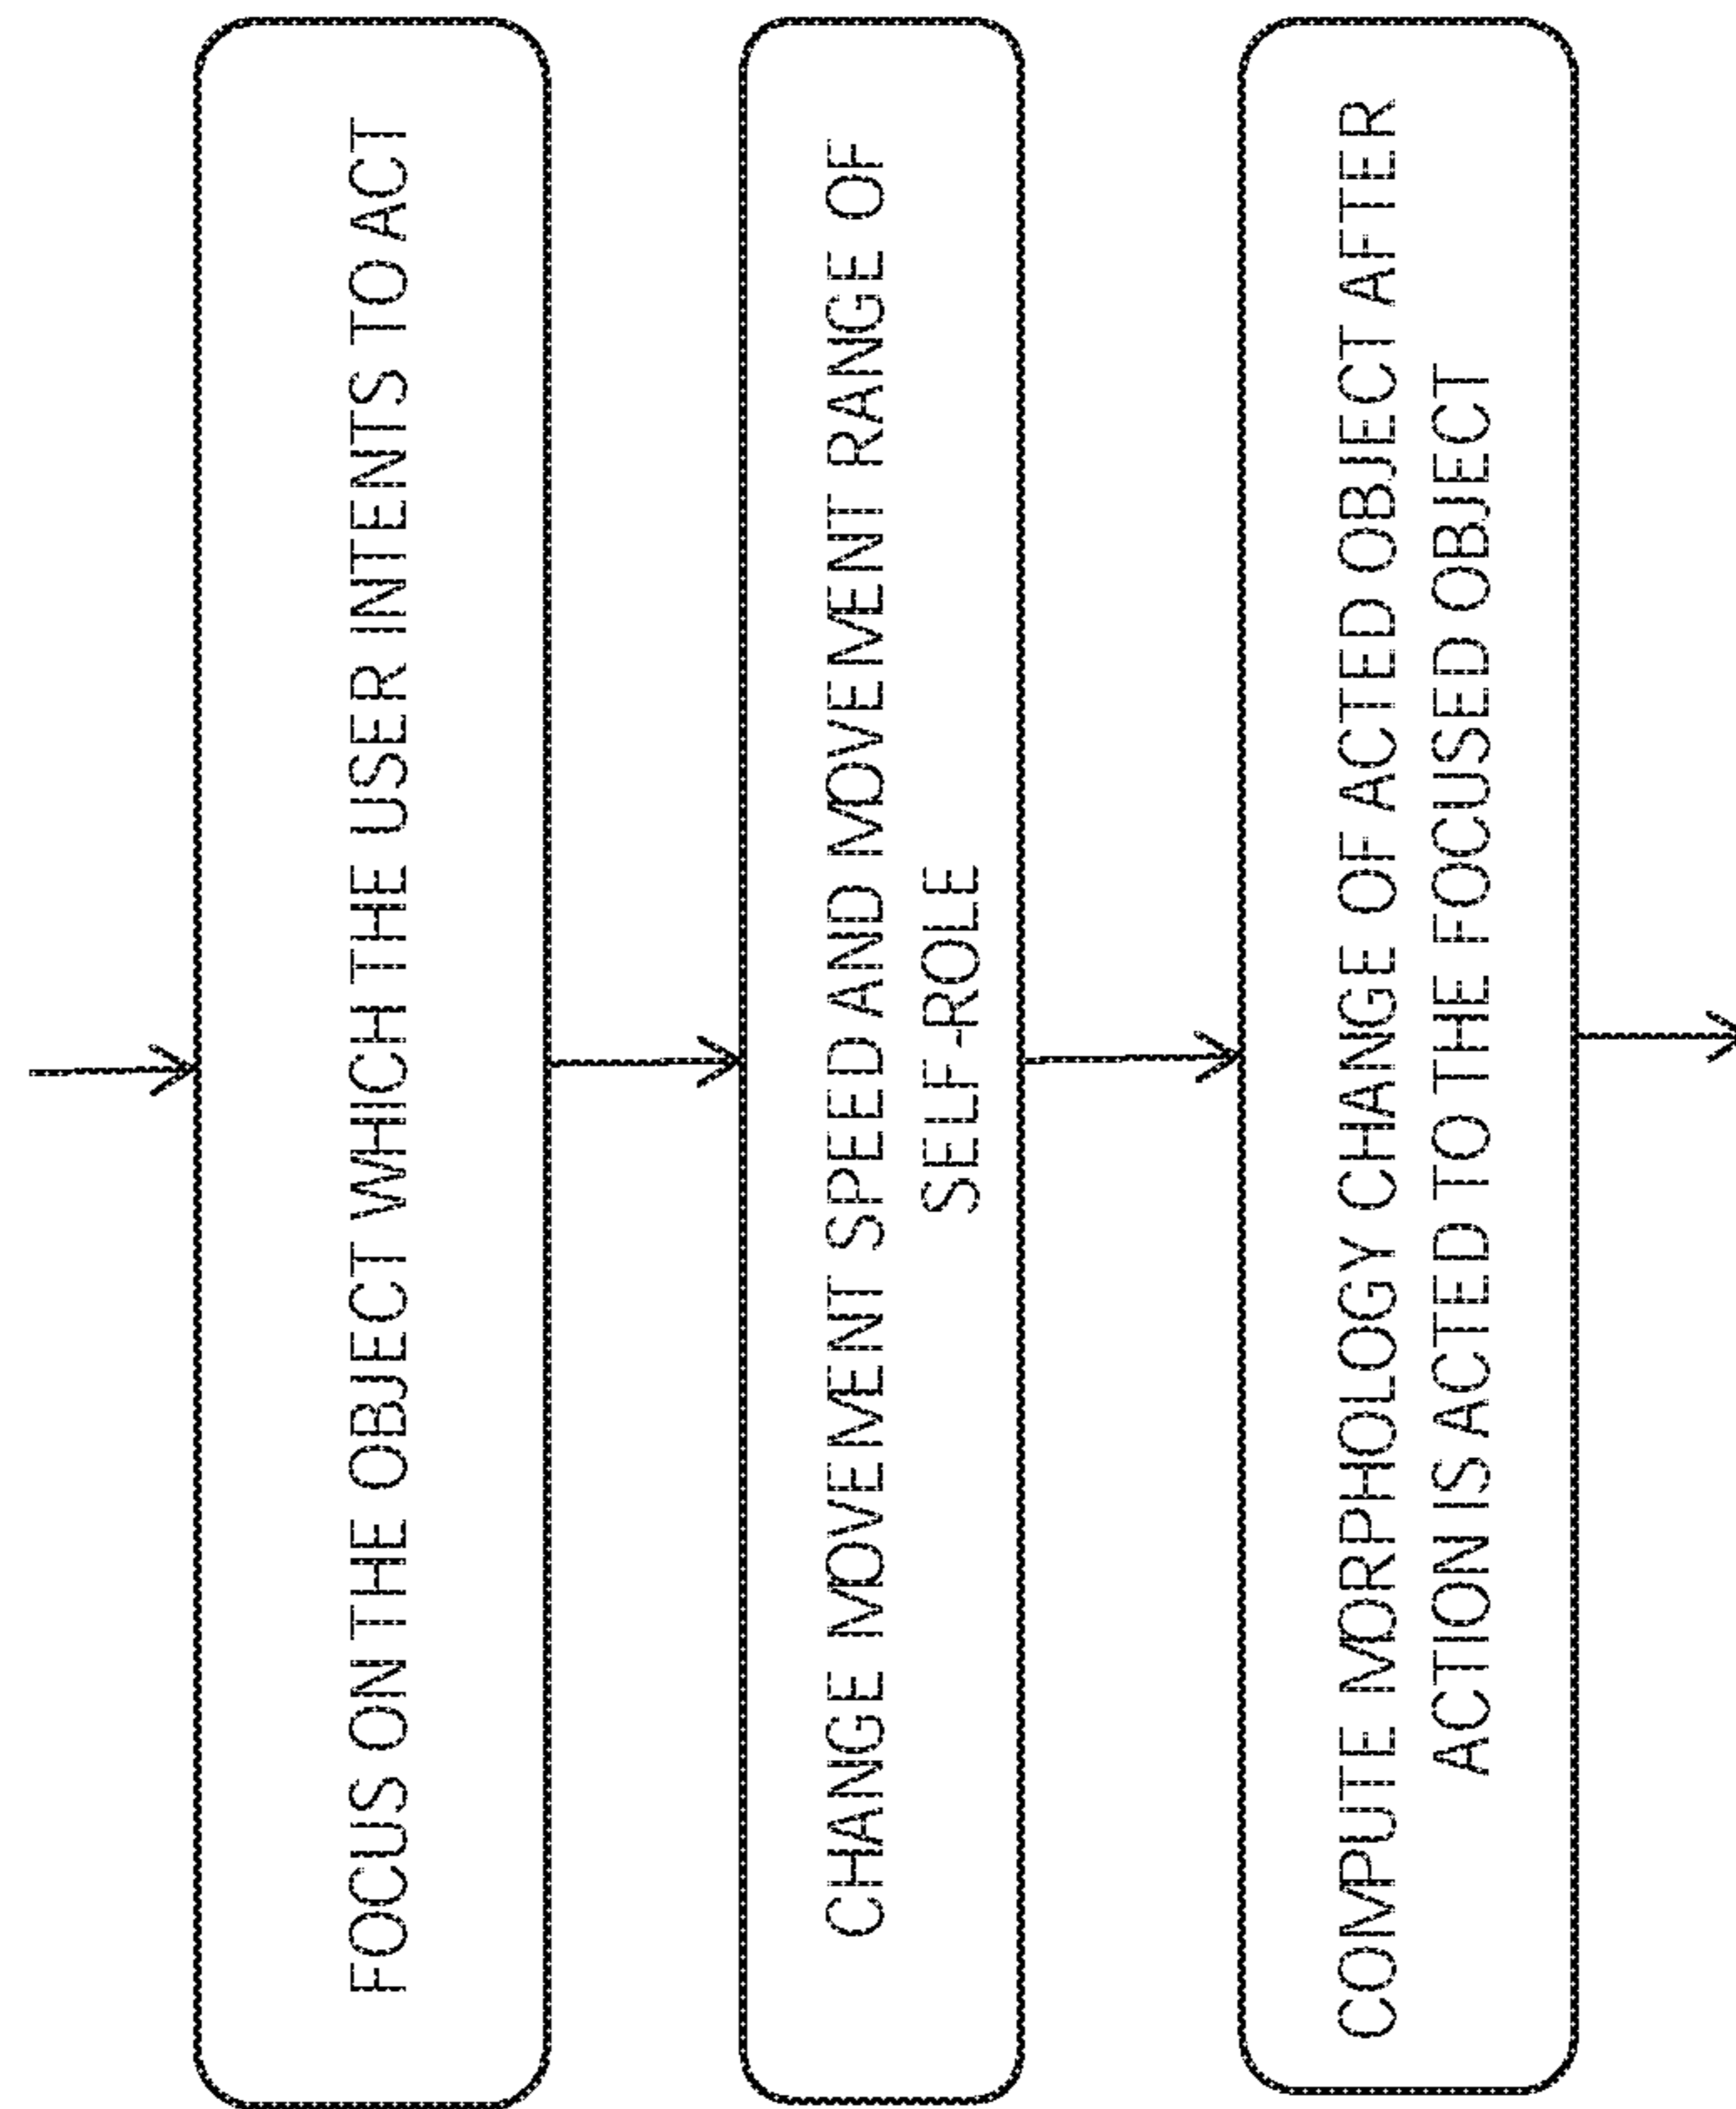 FOCUS ON THE OBJECT WHICH THE USER INTENTS TO ACT
CHANGE MOVEMENT SPEED AND MOVEMENT RANGE OF
SELF-ROLE
COMPUTE MORPHOLOGY CHANGE OF ACTED OBJECT AFTER
ACTION IS ACTED TO THE FOCUSED OBJECT